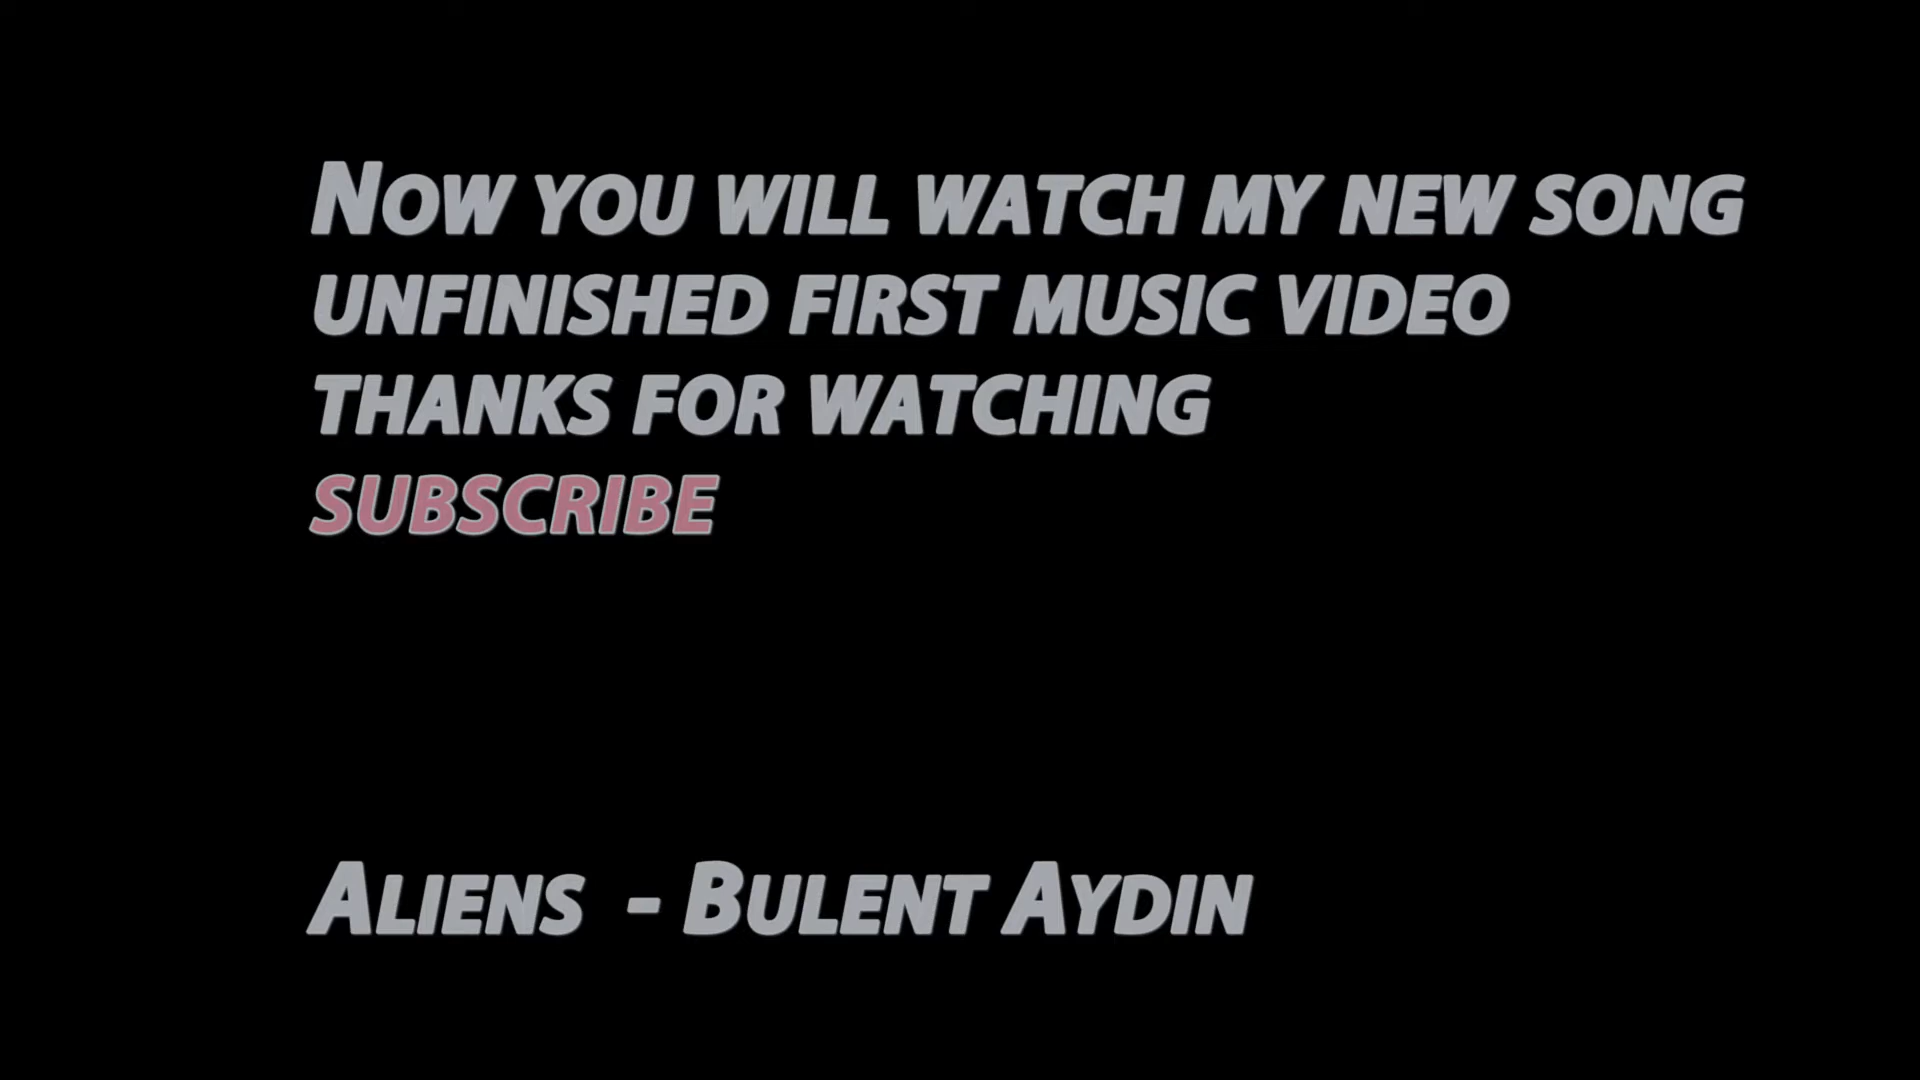 Now you will watch my new song
unfinished first music video
thanks for watching
subscribe
Aliens - Bulent Aydin